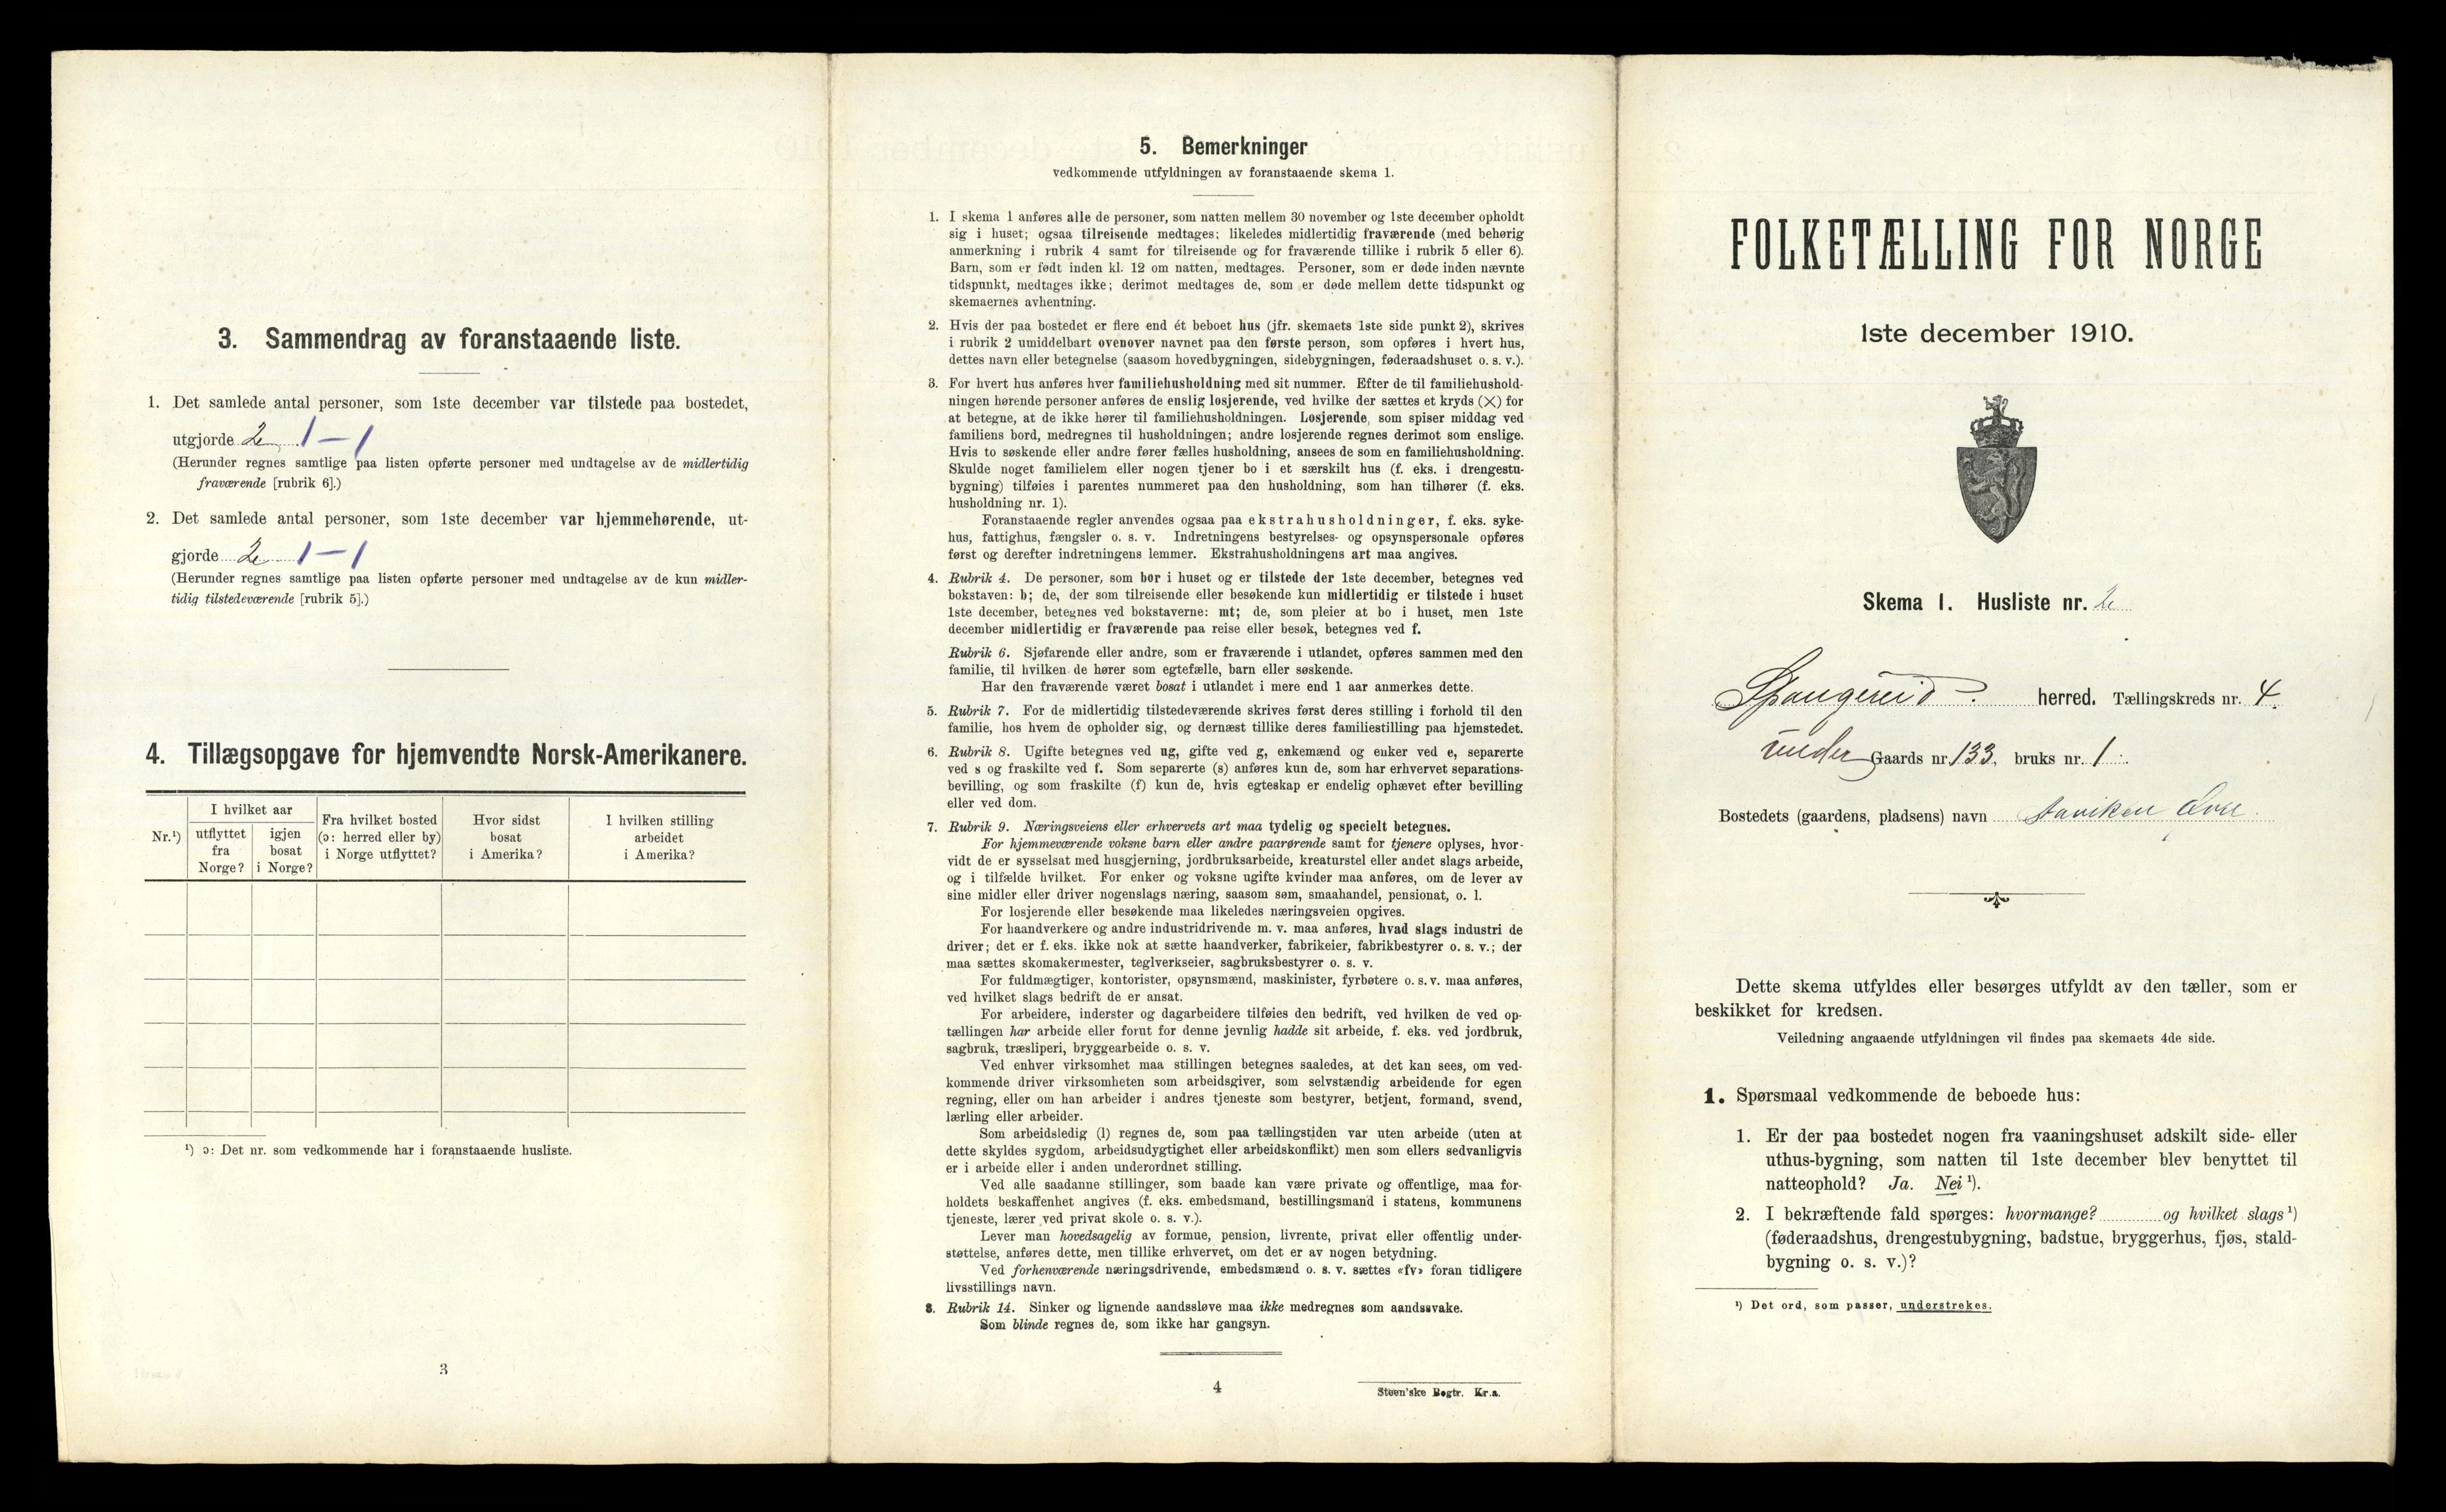 3. Sammendrag av foranstaaende liste.
1. Det samlede antal personer, som 1ste december var tilstede paa bostedet,
utgjorde 2 1 — 1
(Herunder regnes samtlige paa listen opførte personer med undtagelse av de midlertidig
fraværende [rubrik 6].)
2. Det samlede antal personer, som 1ste december var hjemmehørende, ut-
gjorde 2 1 — 1
(Herunder regnes samtlige paa listen opførte personer med undtagelse av de kun midler-
tidig tilstedeværende [rubrik 5].)
4. Tillægsopgave for hjemvendte Norsk-Amerikanere.
Nr.¹)
I hvilket aar
utflyttet
fra
Norge?
igjen
bosat
i Norge?
Fra hvilket bosted
(ɔ: herred eller by)
i Norge utflyttet?
Hvor sidst
bosat
i Amerika?
I hvilken stilling
arbeidet
i Amerika?
¹) ɔ: Det nr. som vedkommende har i foranstaaende husliste.
3
5. Bemerkninger
vedkommende utfyldningen av foranstaaende skema 1.
1. I skema 1 anføres alle de personer, som natten mellem 30 november og 1ste december opholdt
sig i huset; ogsaa tilreisende medtages; likeledes midlertidig fraværende (med behørig
anmerkning i rubrik 4 samt for tilreisende og for fraværende tillike i rubrik 5 eller 6).
Barn, som er født inden kl. 12 om natten, medtages. Personer, som er døde inden nævnte
tidspunkt, medtages ikke; derimot medtages de, som er døde mellem dette tidspunkt og
skemaernes avhentning.
2. Hvis der paa bostedet er flere end ét beboet hus (jfr. skemaets 1ste side punkt 2), skrives
i rubrik 2 umiddelbart ovenover navnet paa den første person, som opføres i hvert hus,
dettes navn eller betegnelse (saasom hovedbygningen, sidebygningen, føderaadshuset o. s. v.).
3. For hvert hus anføres hver familiehusholdning med sit nummer. Efter de til familiehushold-
ningen hørende personer anføres de enslig losjerende, ved hvilke der sættes et kryds (×) for
at betegne, at de ikke hører til familiehusholdningen. Losjerende, som spiser middag ved
familiens bord, medregnes til husholdningen; andre losjerende regnes derimot som enslige.
Hvis to søskende eller andre fører fælles husholdning, ansees de som en familiehusholdning.
Skulde noget familielem eller nogen tjener bo i et særskilt hus (f. eks. i drengestu-
bygning) tilføies i parentes nummeret paa den husholdning, som han tilhører (f. eks.
husholdning nr. 1).
Foranstaaende regler anvendes ogsaa paa ekstrahusholdninger, f. eks. syke-
hus, fattighus, fængsler o. s. v. Indretningens bestyrelses- og opsynspersonale opføres
først og derefter indretningens lemmer. Ekstrahusholdningens art maa angives.
4. Rubrik 4. De personer, som bor i huset og er tilstede der 1ste december, betegnes ved
bokstaven: b; de, der som tilreisende eller besøkende kun midlertidig er tilstede i huset
1ste december, betegnes ved bokstaverne: mt; de, som pleier at bo i huset, men 1ste
december midlertidig er fraværende paa reise eller besøk, betegnes ved f.
Rubrik 6. Sjøfarende eller andre, som er fraværende i utlandet, opføres sammen med den
familie, til hvilken de hører som egtefælle, barn eller søskende.
Har den fraværende været bosat i utlandet i mere end 1 aar anmerkes dette.
5. Rubrik 7. For de midlertidig tilstedeværende skrives først deres stilling i forhold til den
familie, hos hvem de opholder sig, og dernæst tillike deres familiestilling paa hjemstedet.
6. Rubrik 8. Ugifte betegnes ved ug, gifte ved g, enkemænd og enker ved e, separerte
ved s og fraskilte ved f. Som separerte (s) anføres kun de, som har erhvervet separations-
bevilling, og som fraskilte (f) kun de, hvis egteskap er endelig ophævet efter bevilling
eller ved dom.
7. Rubrik 9. Næringsveiens eller erhvervets art maa tydelig og specielt betegnes.
For hjemmeværende voksne barn eller andre paarørende samt for tjenere oplyses, hvor-
vidt de er sysselsat med husgjerning, jordbruksarbeide, kreaturstel eller andet slags arbeide,
og i tilfælde hvilket. For enker og voksne ugifte kvinder maa anføres, om de lever av
sine midler eller driver nogenslags næring, saasom søm, smaahandel, pensionat, o. l.
For losjerende eller besøkende maa likeledes næringsveien opgives.
For haandverkere og andre industridrivende m. v. maa anføres, hvad slags industri de
driver; det er f. eks. ikke nok at sætte haandverker, fabrikeier, fabrikbestyrer o. s. v.; der
maa sættes skomakermester, teglverkseier, sagbruksbestyrer o. s. v.
For fuldmægtiger, kontorister, opsynsmænd, maskinister, fyrbøtere o. s. v. maa anføres,
ved hvilket slags bedrift de er ansat.
For arbeidere, inderster og dagarbeidere tilføies den bedrift, ved hvilken de ved op-
tællingen har arbeide eller forut for denne jevnlig hadde sit arbeide, f. eks. ved jordbruk,
sagbruk, træsliperi, bryggearbeide o. s. v.
Ved enhver virksomhet maa stillingen betegnes saaledes, at det kan sees, om ved-
kommende driver virksomheten som arbeidsgiver, som selvstændig arbeidende for egen
regning, eller om han arbeider i andres tjeneste som bestyrer, betjent, formand, svend,
lærling eller arbeider.
Som arbeidsledig (l) regnes de, som paa tællingstiden var uten arbeide (uten at
dette skyldes sygdom, arbeidsudygtighet eller arbeidskonflikt) men som ellers sedvanligvis
er i arbeide eller i anden underordnet stilling.
Ved alle saadanne stillinger, som baade kan være private og offentlige, maa for-
holdets beskaffenhet angives (f. eks. embedsmand, bestillingsmand i statens, kommunens
tjeneste, lærer ved privat skole o. s. v.).
Lever man hovedsagelig av formue, pension, livrente, privat eller offentlig under-
støttelse, anføres dette, men tillike erhvervet, om det er av nogen betydning.
Ved forhenværende næringsdrivende, embedsmænd o. s. v. sættes «fv» foran tidligere
livsstillings navn.
8. Rubrik 14. Sinker og lignende aandssløve maa ikke medregnes som aandssvake.
Som blinde regnes de, som ikke har gangsyn.
4
Steen'ske Bogtr. Kr.a.
FOLKETÆLLING FOR NORGE
1ste december 1910.
Skema 1. Husliste nr. 2
Spangereid. herred. Tællingskreds nr. 4.
under Gaards nr. 133, bruks nr. 1.
Bostedets (gaardens, pladsens) navn
Dette skema utfyldes eller besørges utfyldt av den tæller, som er
beskikket for kredsen.
Veiledning angaaende utfyldningen vil findes paa skemaets 4de side.
1. Spørsmaal vedkommende de beboede hus:
1. Er der paa bostedet nogen fra vaaningshuset adskilt side- eller
uthus-bygning, som natten til 1ste december blev benyttet til
natteophold? Ja. Nei ¹).
2. I bekræftende fald spørges: hvormange? og hvilket slags ¹)
(føderaadshus, drengestubygning, badstue, bryggerhus, fjøs, stald-
bygning o. s. v.)?
¹) Det ord, som passer, understrekes.